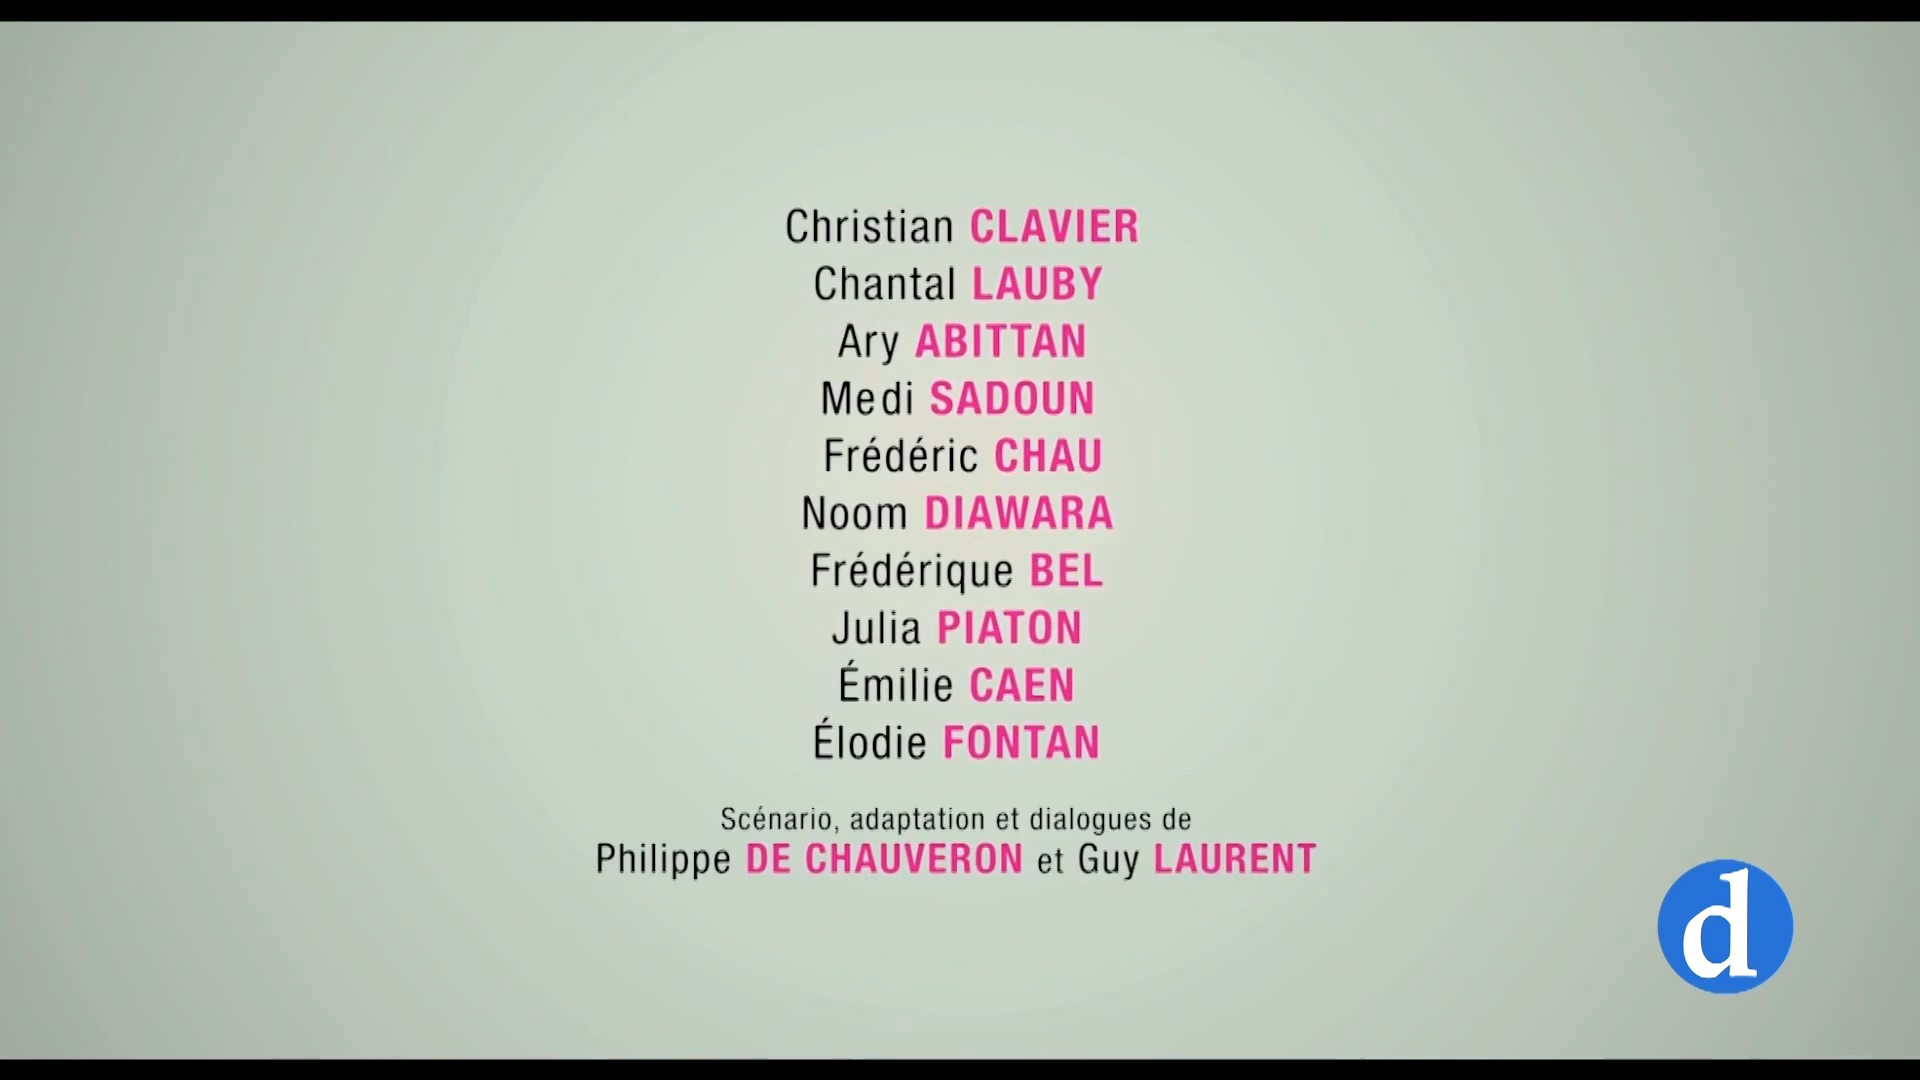 Christian CLAVIER
Chantal LAUBY
Ary ABITTAN
Medi SADOUN
Frédéric CHAU
Noom DIAWARA
Frédérique BEL
Julia PIATON
Émilie CAEN
Élodie FONTAN
Scénario, adaptation et dialogues de
Philippe DE CHAUVERON et Guy LAURENT
d